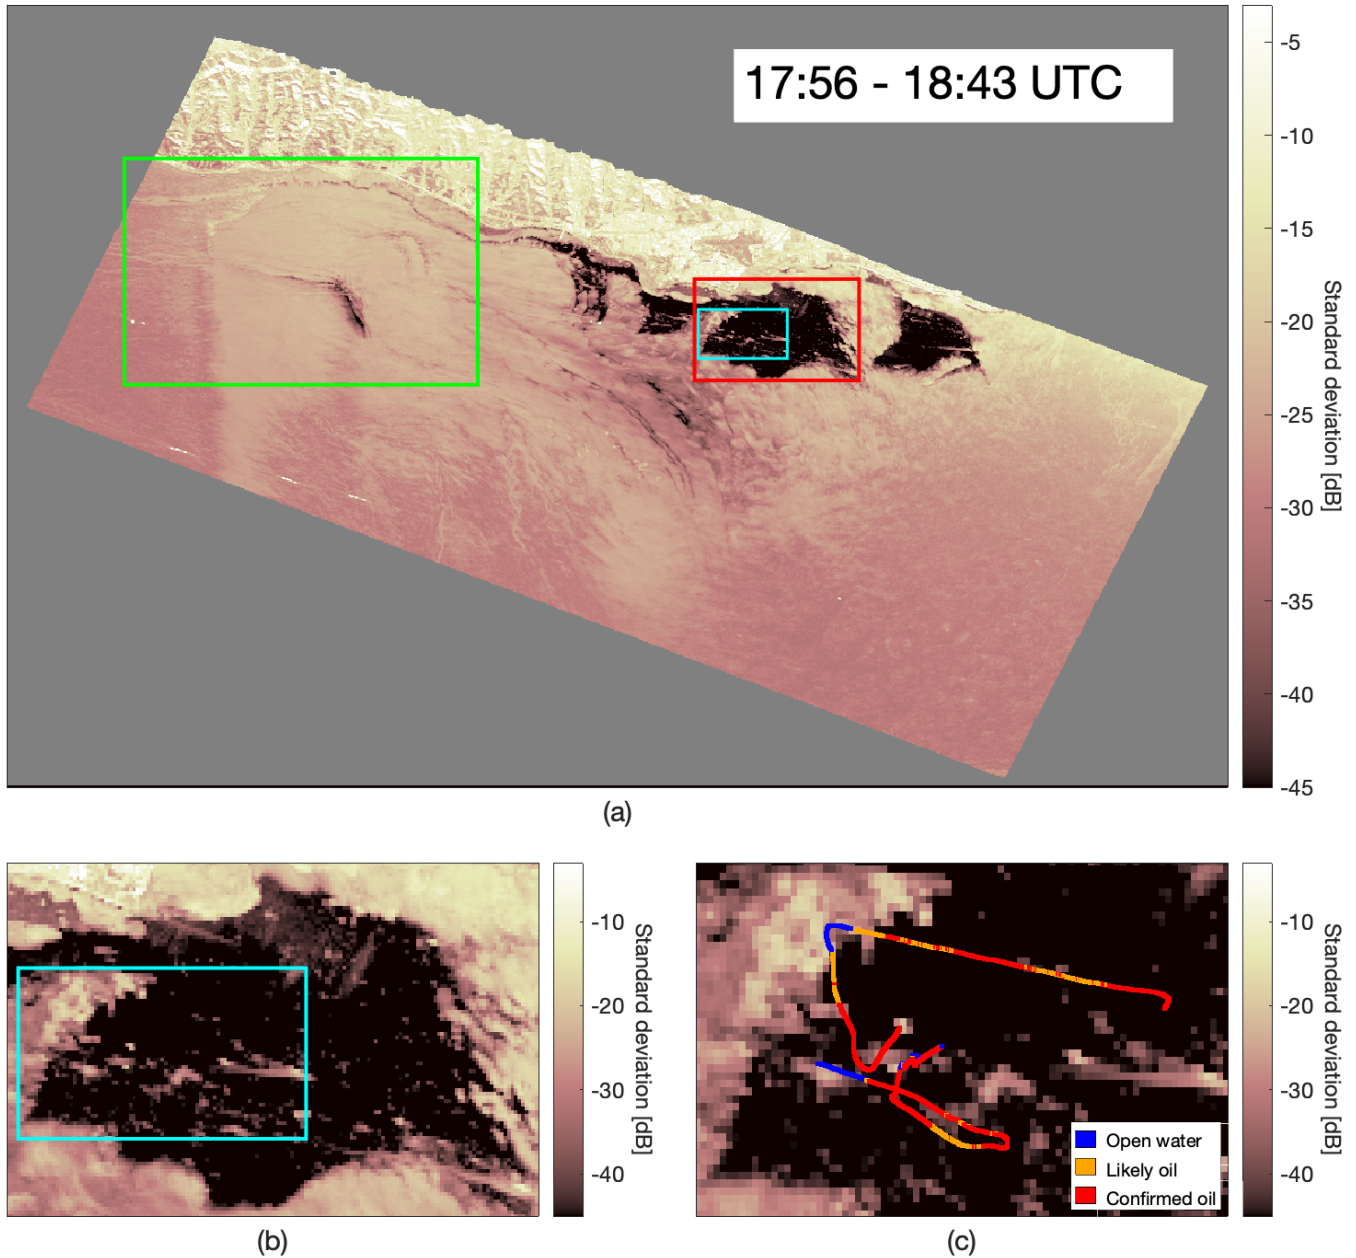 17:56 - 18:43 UTC
-5
-10
-15
-20
-25
-30
-35
-40
-45
Standard deviation [dB]
(a)
-10
-20
-30
-40
Standard deviation [dB]
(b)
Open water
Likely oil
Confirmed oil
-10
-20
-30
-40
Standard deviation [dB]
(c)